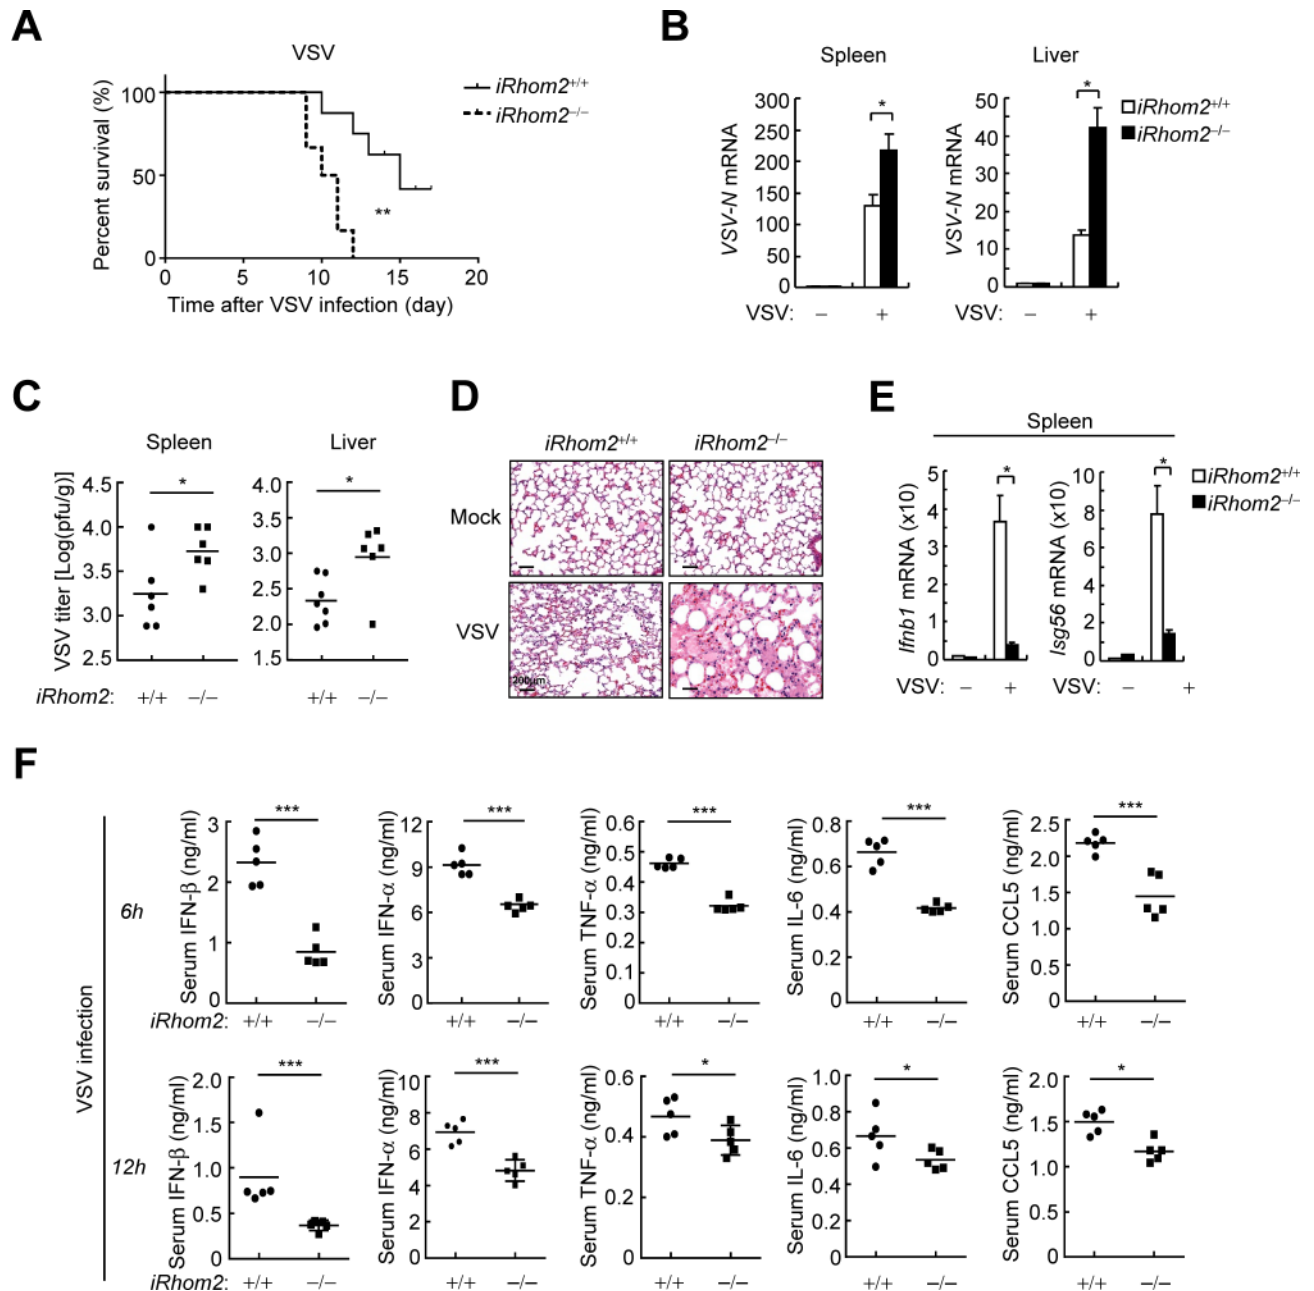 A
VSV
Percent survival (%)
100
50
0
0 5 10 15 20
Time after VSV infection (day)
iRhom2+/+
iRhom2–/–
**
B
Spleen
VSV-N mRNA
300
250
200
150
100
50
0
*
VSV: – +
Liver
VSV-N mRNA
50
40
30
20
10
0
*
VSV: – +
iRhom2+/+
iRhom2–/–
C
Spleen
VSV titer [Log(pfu/g)]
4.5
4.0
3.5
3.0
2.5
*
iRhom2: +/+ –/–
Liver
4.0
3.5
3.0
2.5
2.0
1.5
*
+/+ –/–
D
iRhom2+/+ iRhom2–/–
Mock
VSV
200μm
E
Spleen
Ifnb1 mRNA (x10)
5
4
3
2
1
0
*
VSV: – +
Isg56 mRNA (x10)
10
8
6
4
2
0
*
VSV: – +
iRhom2+/+
iRhom2–/–
F
VSV infection
6h
Serum IFN-β (ng/ml)
3
2
1
0
***
iRhom2: +/+ –/–
Serum IFN-α (ng/ml)
12
9
6
3
0
***
+/+ –/–
Serum TNF-α (ng/ml)
0.6
0.5
0.4
0.3
0.2
0.1
0
***
+/+ –/–
Serum IL-6 (ng/ml)
0.8
0.6
0.4
0.2
0
***
+/+ –/–
Serum CCL5 (ng/ml)
2.5
2.0
1.5
1.0
0.5
0
***
+/+ –/–
12h
Serum IFN-β (ng/ml)
2.0
1.5
1.0
0.5
0
***
iRhom2: +/+ –/–
Serum IFN-α (ng/ml)
10
8
6
4
2
0
***
+/+ –/–
Serum TNF-α (ng/ml)
0.6
0.4
0.2
0
*
+/+ –/–
Serum IL-6 (ng/ml)
1.0
0.8
0.6
0.4
0.2
0
*
+/+ –/–
Serum CCL5 (ng/ml)
2.0
1.5
1.0
0.5
0
*
+/+ –/–